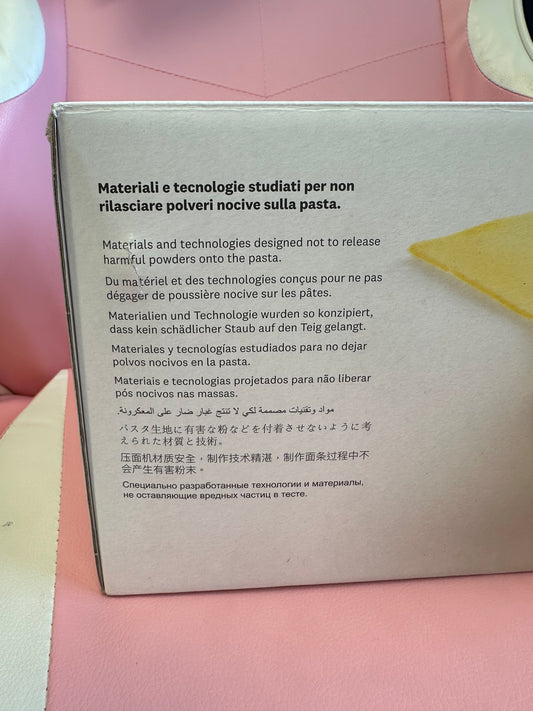 Materiali e tecnologie studiati per non
rilasciare polveri nocive sulla pasta.
Materials and technologies designed not to release
harmful powders onto the pasta.
Du matériel et des technologies conçus pour ne pas
dégager de poussière nocive sur les pâtes.
Materialien und Technologie wurden so konzipiert,
dass kein schädlicher Staub auf den Teig gelangt.
Materiales y tecnologías estudiados para no dejar
polvos nocivos en la pasta.
Materiais e tecnologias projetados para não liberar
pós nocivos nas massas.
مواد وتقنيات مصممة لكي لا تنتج غبار ضار على المعكرونة.
パスタ生地に有害な粉などを付着させないように考
えられた材質と技術。
压面机材质安全，制作技术精湛，制作面条过程中不
会产生有害粉末。
Специально разработанные технологии и материалы,
не оставляющие вредных частиц в тесте.